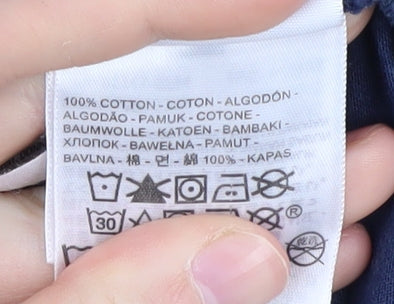 100% COTTON - COTON - ALGODÓN -
ALGODÃO - PAMUK - COTONE -
BAUMWOLLE - KATOEN - BAMBAKI -
ХЛОПОК - BAWEŁNA - PAMUT -
BAVLNA - 棉 - 면 - 綿 100% - KAPAS
30 ®